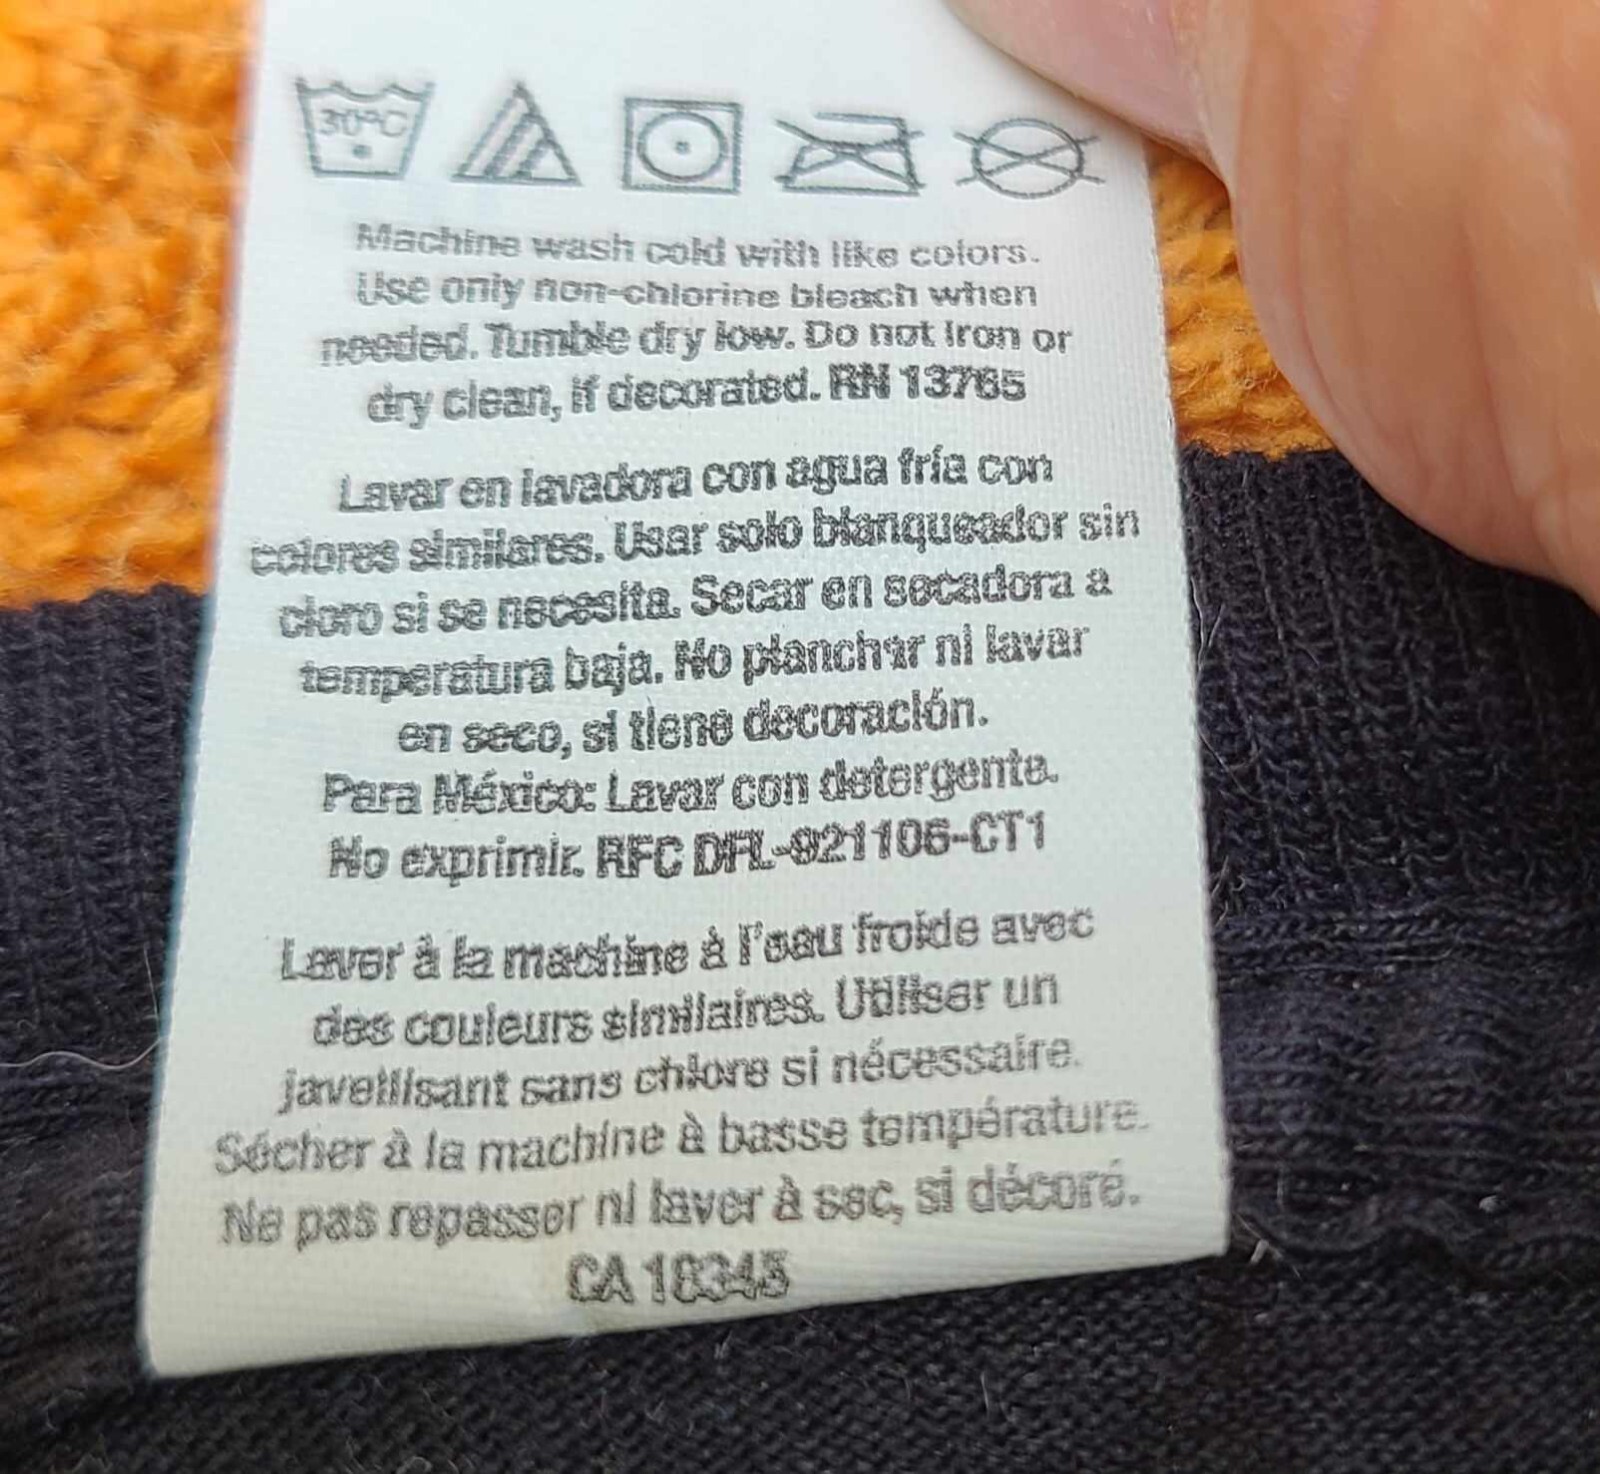 30°C
Machine wash cold with like colors.
Use only non-chlorine bleach when
needed. Tumble dry low. Do not iron or
dry clean, if decorated. RN 13765
Lavar en lavadora con agua fría con
colores similares. Usar solo blanqueador sin
cloro si se necesita. Secar en secadora a
temperatura baja. No planchar ni lavar
en seco, si tiene decoración.
Para México: Lavar con detergente.
No exprimir. RFC DFL-921106-CT1
Laver à la machine à l'eau froide avec
des couleurs similaires. Utiliser un
javellisant sans chlore si nécessaire.
Sécher à la machine à basse température.
Ne pas repasser ni laver à sec, si décoré.
CA 18345